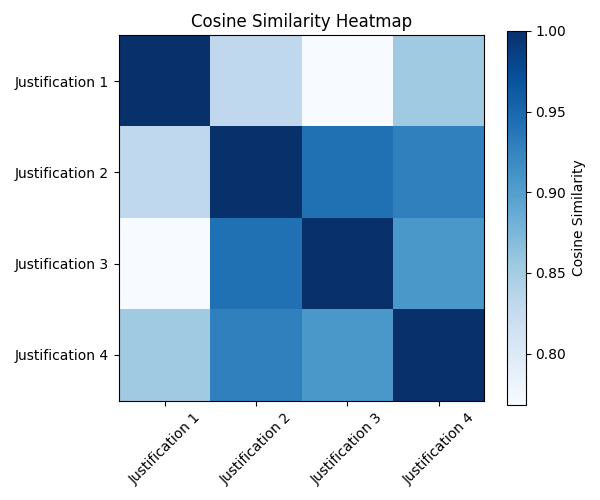 Cosine Similarity Heatmap
Justification 1
Justification 2
Justification 3
Justification 4
Justification 1
Justification 2
Justification 3
Justification 4
1.00
0.95
0.90
0.85
0.80
Cosine Similarity